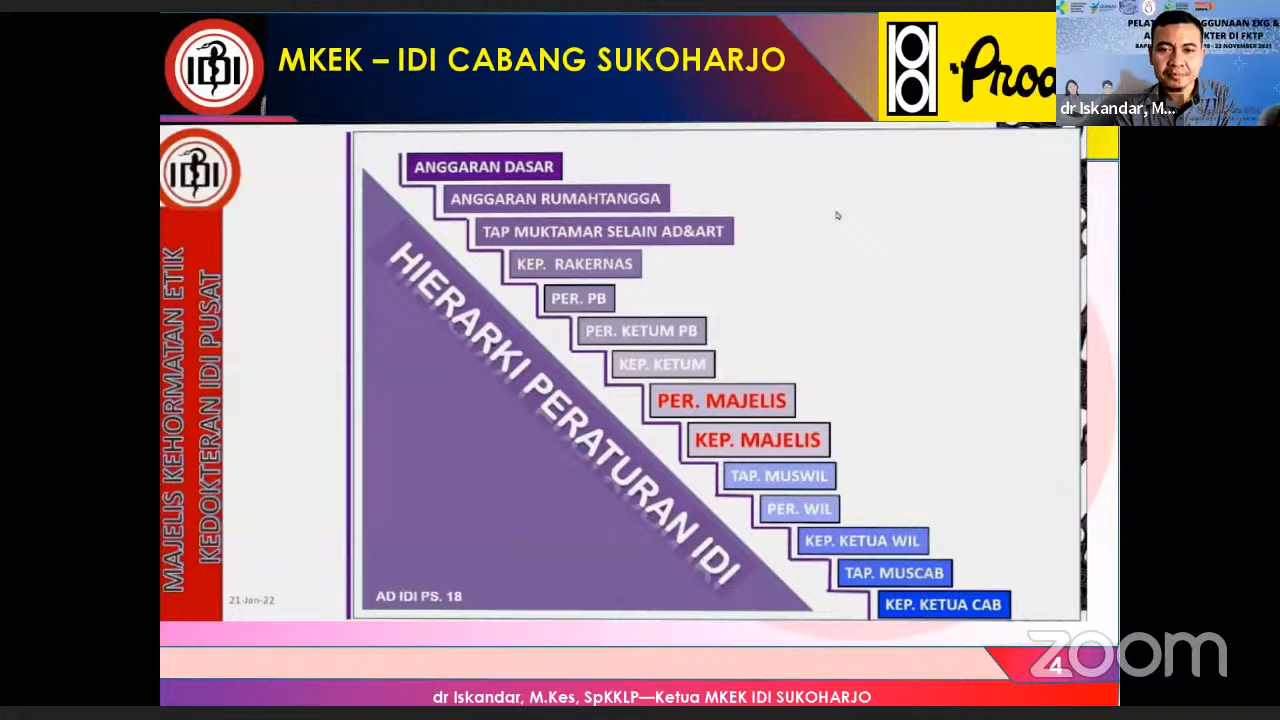 IDI
MKEK – IDI CABANG SUKOHARJO
Prod
dr Iskandar, M...
IDI
MAJELIS KEHORMATAN ETIK
KEDOKTERAN IDI PUSAT
ANGGARAN DASAR
ANGGARAN RUMAHTANGGA
TAP MUKTAMAR SELAIN AD&ART
KEP. RAKERNAS
PER. PB
PER. KETUM PB
KEP. KETUM
PER. MAJELIS
KEP. MAJELIS
TAP. MUSWIL
PER. WIL
KEP. KETUA WIL
TAP. MUSCAB
KEP. KETUA CAB
HIERARKI PERATURAN IDI
AD IDI PS. 18
21-Jan-22
4
zoom
dr Iskandar, M.Kes, SpKKLP—Ketua MKEK IDI SUKOHARJO